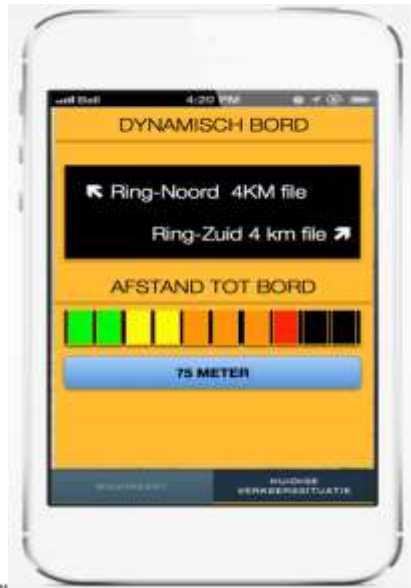 Bell 4:20 PM
DYNAMISCH BORD
Ring-Noord 4KM file
Ring-Zuid 4 km file
AFSTAND TOT BORD
75 METER
HUIDIGE
VERKEERSSITUATIE